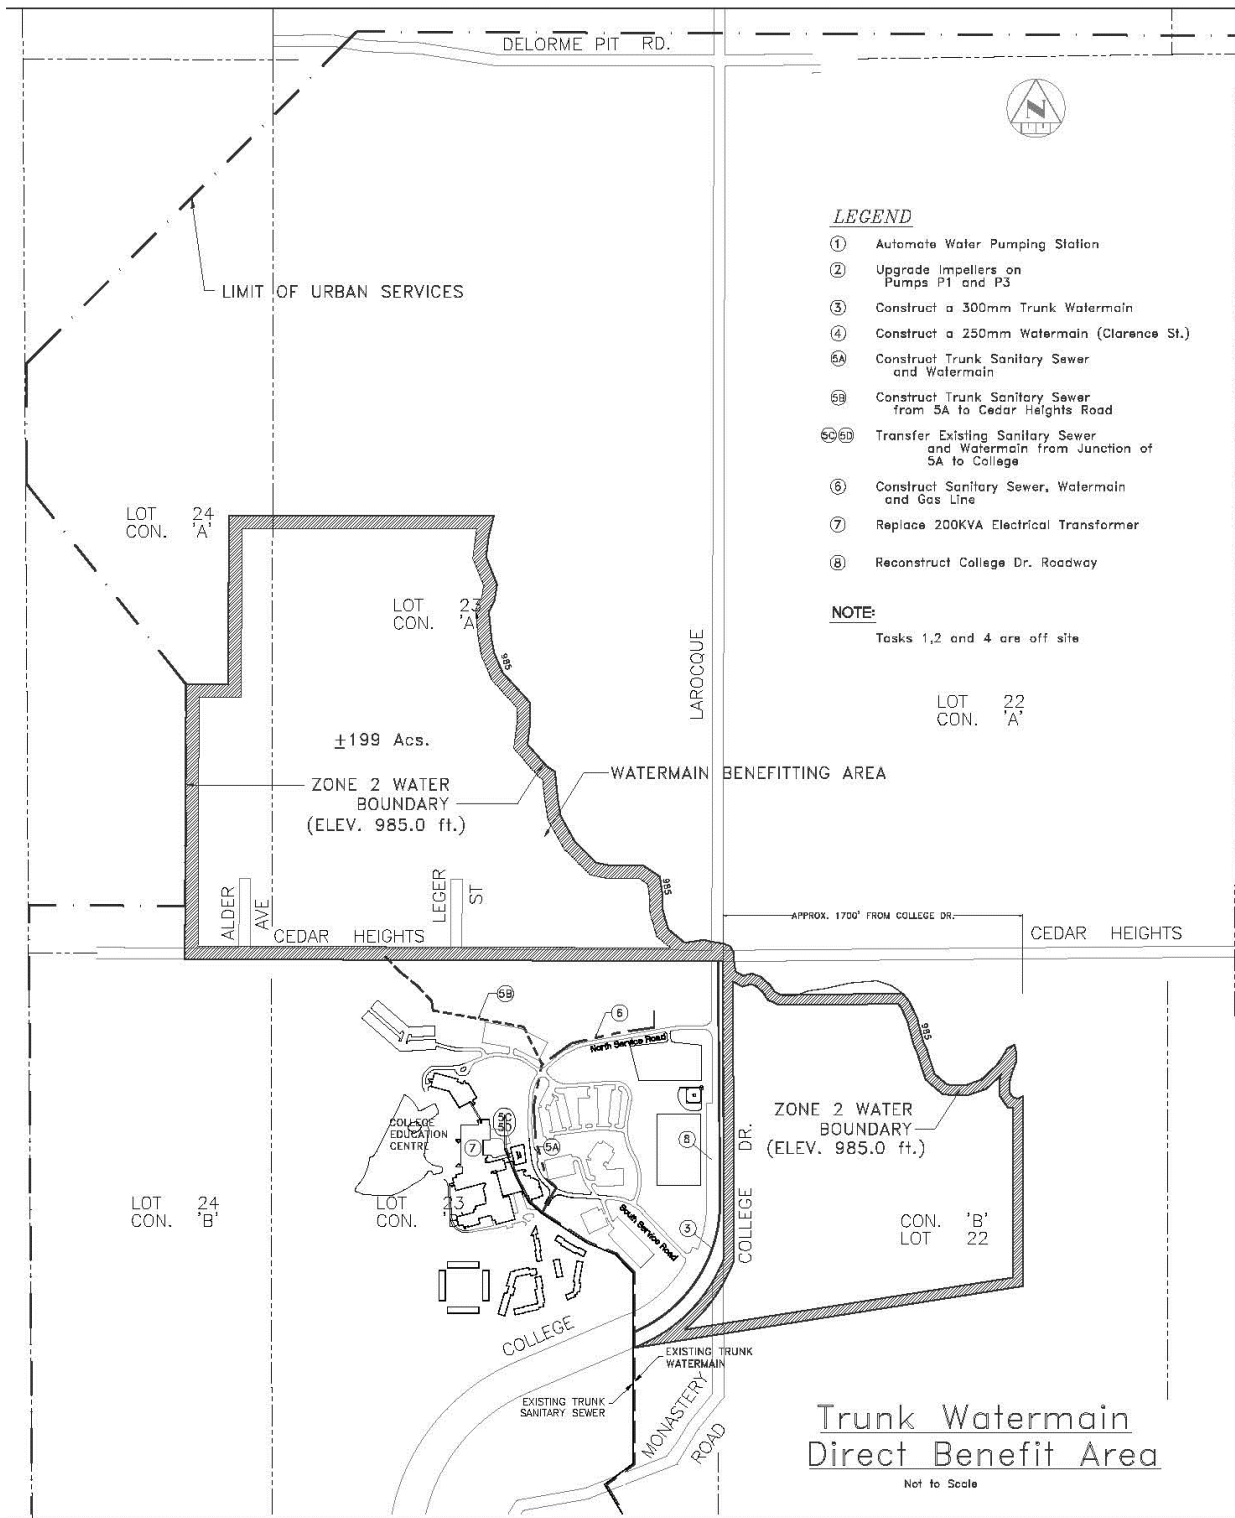 DELORME PIT RD.
N
LEGEND
1 Automate Water Pumping Station
2 Upgrade Impellers on
Pumps P1 and P3
3 Construct a 300mm Trunk Watermain
4 Construct a 250mm Watermain (Clarence St.)
5A Construct Trunk Sanitary Sewer
and Watermain
5B Construct Trunk Sanitary Sewer
from 5A to Cedar Heights Road
5C 5D Transfer Existing Sanitary Sewer
and Watermain from Junction of
5A to College
6 Construct Sanitary Sewer, Watermain
and Gas Line
7 Replace 200KVA Electrical Transformer
8 Reconstruct College Dr. Roadway
NOTE:
Tasks 1,2 and 4 are off site
LIMIT OF URBAN SERVICES
LOT 24
CON. 'A'
LOT 23
CON. 'A'
985
LAROCQUE
LOT 22
CON. 'A'
±199 Acs.
WATERMAIN BENEFITTING AREA
ZONE 2 WATER
BOUNDARY
(ELEV. 985.0 ft.)
ALDER
AVE
LEGER
ST
985
APPROX. 1700' FROM COLLEGE DR.
CEDAR HEIGHTS
CEDAR HEIGHTS
5B
6
985
North Service Road
COLLEGE
EDUCATION
CENTRE
5C
5D
7
5A
8
ZONE 2 WATER
BOUNDARY
(ELEV. 985.0 ft.)
COLLEGE DR.
LOT 24
CON. 'B'
LOT 23
CON. 'B'
South Service Road
3
CON. 'B'
LOT 22
COLLEGE
EXISTING TRUNK
WATERMAIN
EXISTING TRUNK
SANITARY SEWER
MONASTERY
ROAD
Trunk Watermain
Direct Benefit Area
Not to Scale